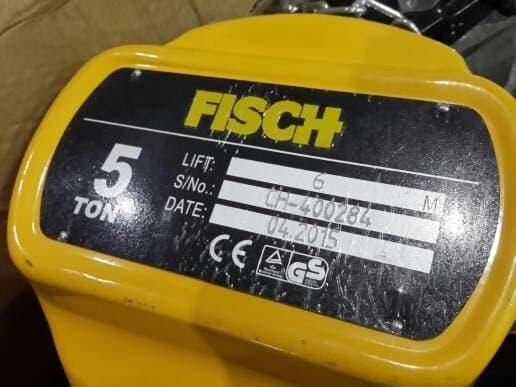 FISCH
5
TON
LIFT: 6 M
S/No.: CH-400284
DATE: 04.2015
CE GS